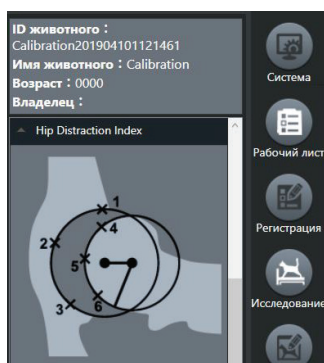 ID животного：
Calibration201904101121461
Имя животного：Calibration
Возраст：0000
Владелец：
Система
Hip Distraction Index
Рабочий лист
1
4
2
5
3
6
Регистрация
Исследование